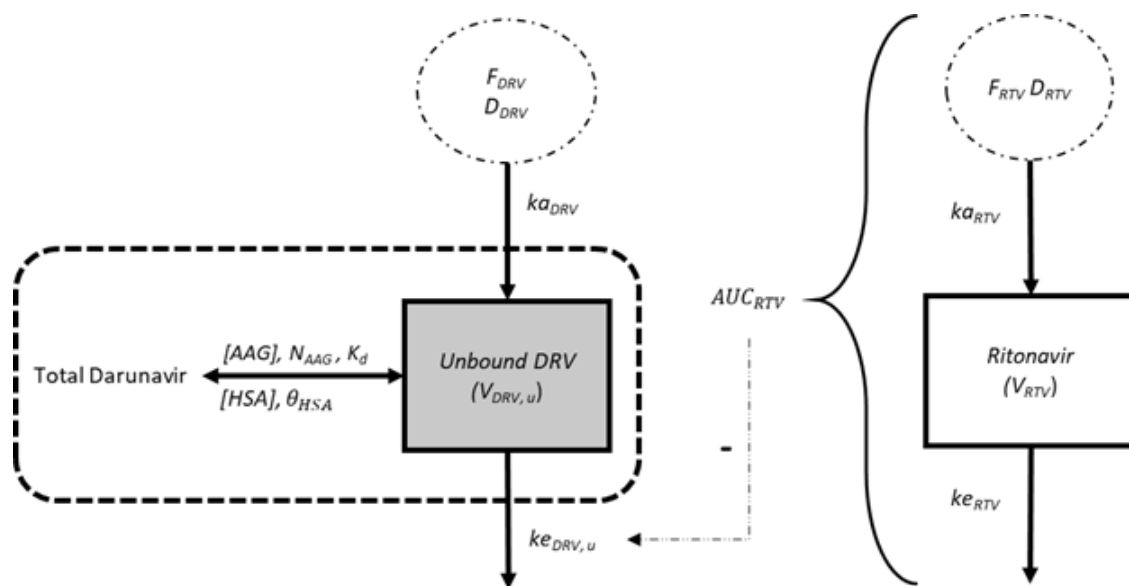 F_DRV
D_DRV
F_RTV D_RTV
ka_DRV
ka_RTV
AUC_RTV
[AAG], N_AAG , K_d
Total Darunavir
[HSA], θ_HSA
Unbound DRV
(V_DRV, u)
Ritonavir
(V_RTV)
-
ke_DRV, u
ke_RTV